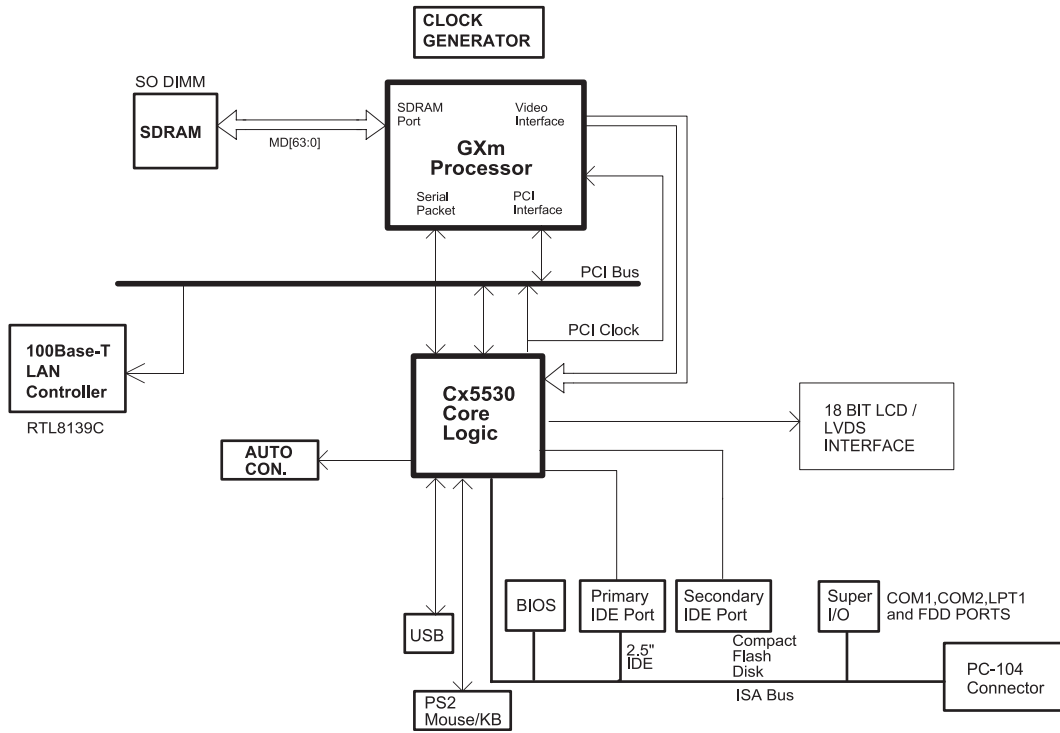 CLOCK
GENERATOR
SO DIMM
SDRAM
MD[63:0]
SDRAM
Port
Video
Interface
GXm
Processor
Serial
Packet
PCI
Interface
PCI Bus
PCI Clock
100Base-T
LAN
Controller
RTL8139C
Cx5530
Core
Logic
18 BIT LCD /
LVDS
INTERFACE
AUTO
CON.
USB
PS2
Mouse/KB
BIOS
Primary
IDE Port
2.5"
IDE
Secondary
IDE Port
Compact
Flash
Disk
Super
I/O
COM1,COM2,LPT1
and FDD PORTS
ISA Bus
PC-104
Connector